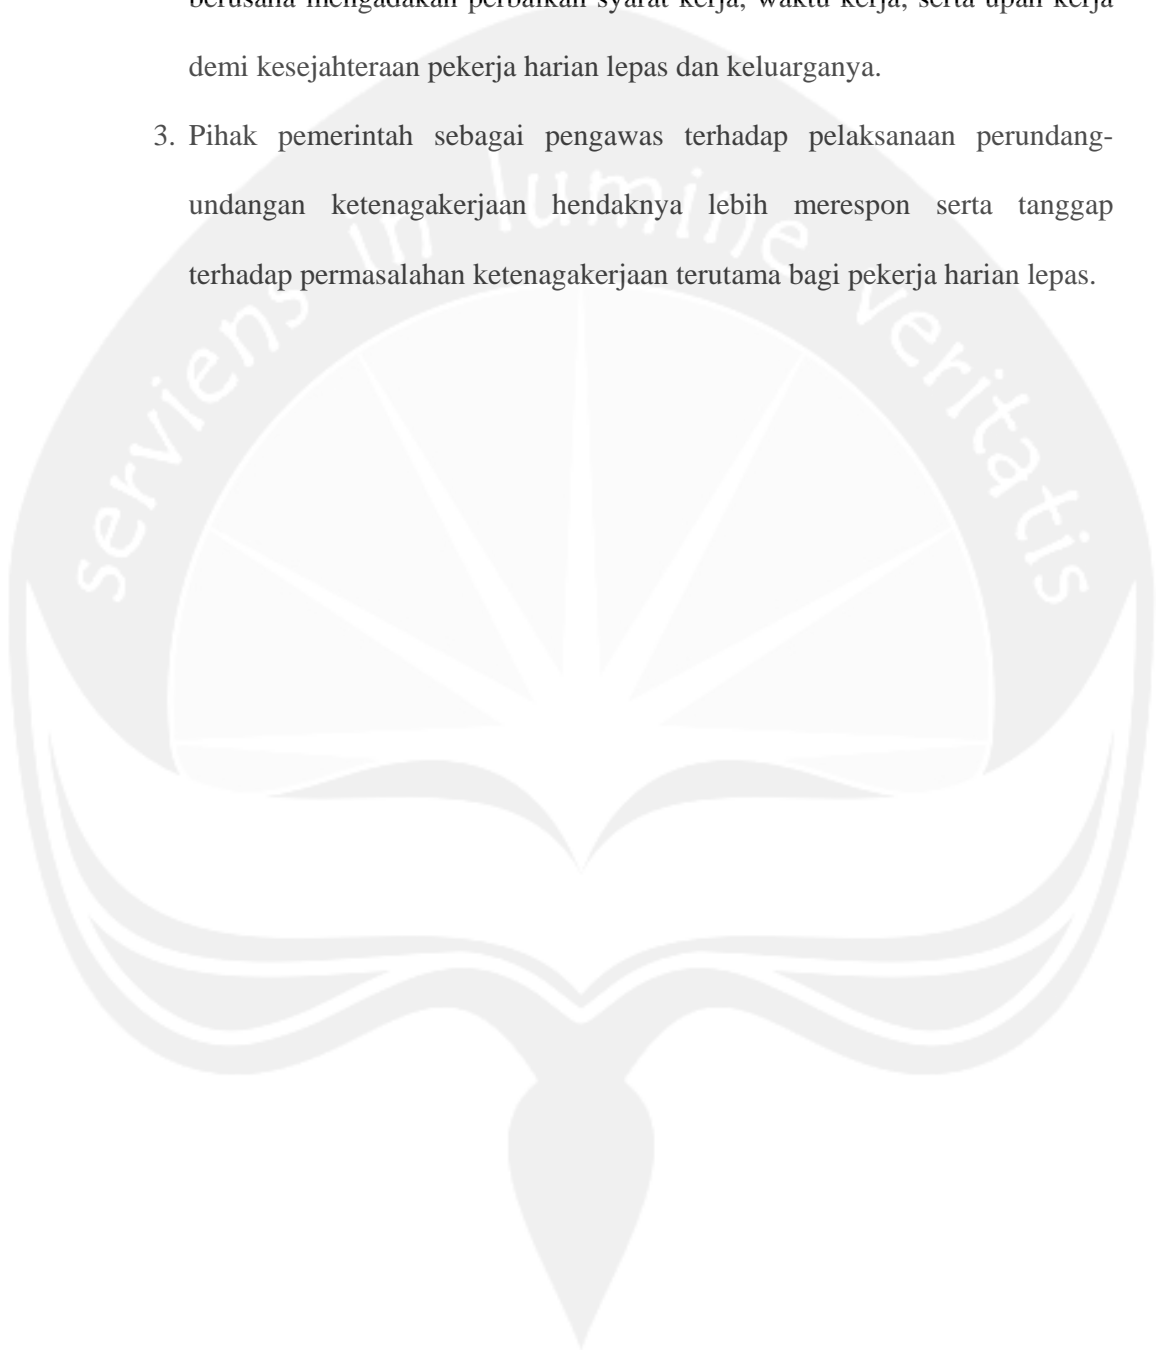 berusaha mengadakan perbaikan syarat kerja, waktu kerja, serta upah kerja
demi kesejahteraan pekerja harian lepas dan keluarganya.
3. Pihak pemerintah sebagai pengawas terhadap pelaksanaan perundang-
undangan ketenagakerjaan hendaknya lebih merespon serta tanggap
terhadap permasalahan ketenagakerjaan terutama bagi pekerja harian lepas.
serviens in lumine veritatis